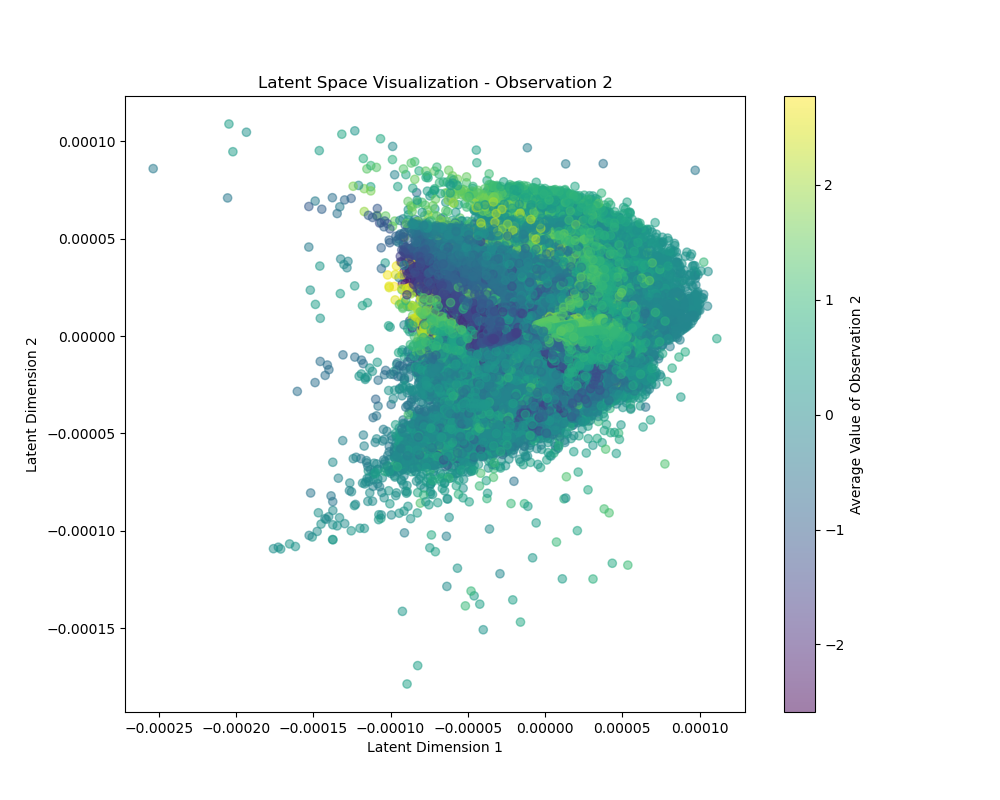 Latent Space Visualization - Observation 2
0.00010
0.00005
0.00000
−0.00005
−0.00010
−0.00015
Latent Dimension 2
−0.00025 −0.00020 −0.00015 −0.00010 −0.00005 0.00000 0.00005 0.00010
Latent Dimension 1
2
1
0
−1
−2
Average Value of Observation 2